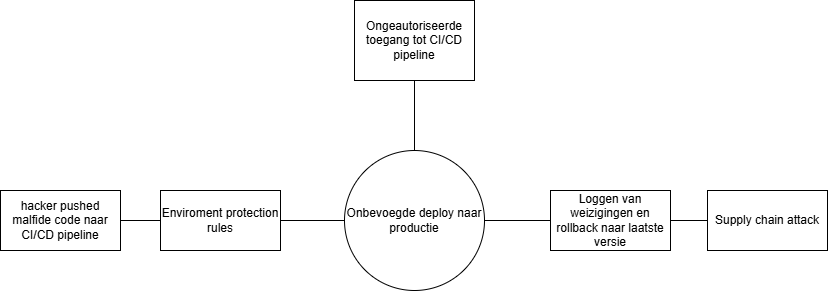 Ongeautoriseerde
toegang tot CI/CD
pipeline
hacker pushed
malfide code naar
CI/CD pipeline
Enviroment protection
rules
Onbevoegde deploy naar
productie
Loggen van
weizigingen en
rollback naar laatste
versie
Supply chain attack